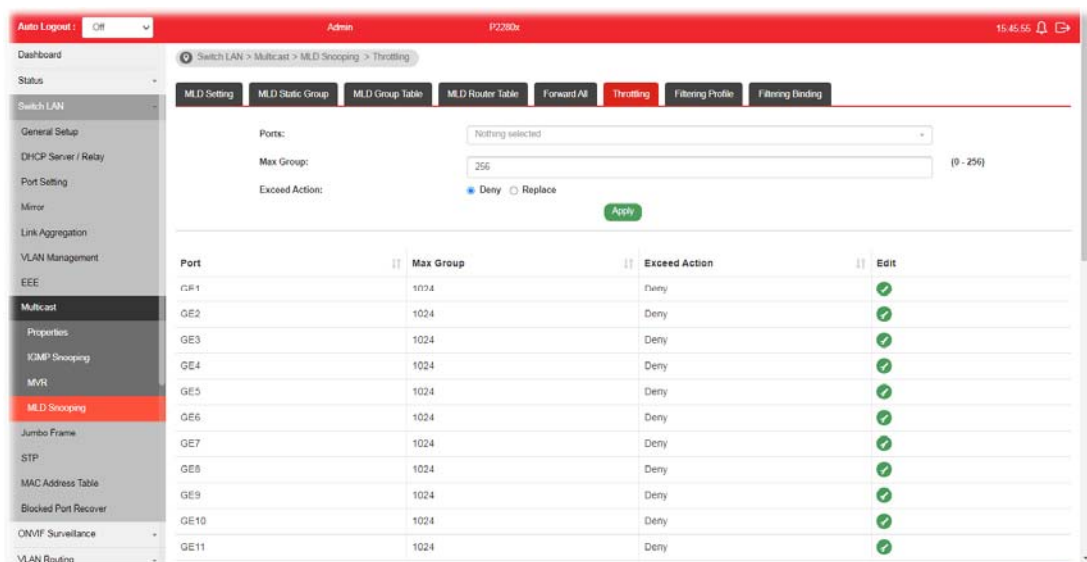 Auto Logout : Off Admin P2280x 15:45:55
Dashboard
Status
Switch LAN
General Setup
DHCP Server / Relay
Port Setting
Mirror
Link Aggregation
VLAN Management
EEE
Multicast
Properties
IGMP Snooping
MVR
MLD Snooping
Jumbo Frame
STP
MAC Address Table
Blocked Port Recover
ONVIF Surveillance
VLAN Routing
Switch LAN > Multicast > MLD Snooping > Throttling
MLD Setting MLD Static Group MLD Group Table MLD Router Table Forward All Throttling Filtering Profile Filtering Binding
Ports: Nothing selected
Max Group: 256 (0 - 256)
Exceed Action: Deny Replace
Apply
Port Max Group Exceed Action Edit
GE1 1024 Deny
GE2 1024 Deny
GE3 1024 Deny
GE4 1024 Deny
GE5 1024 Deny
GE6 1024 Deny
GE7 1024 Deny
GE8 1024 Deny
GE9 1024 Deny
GE10 1024 Deny
GE11 1024 Deny